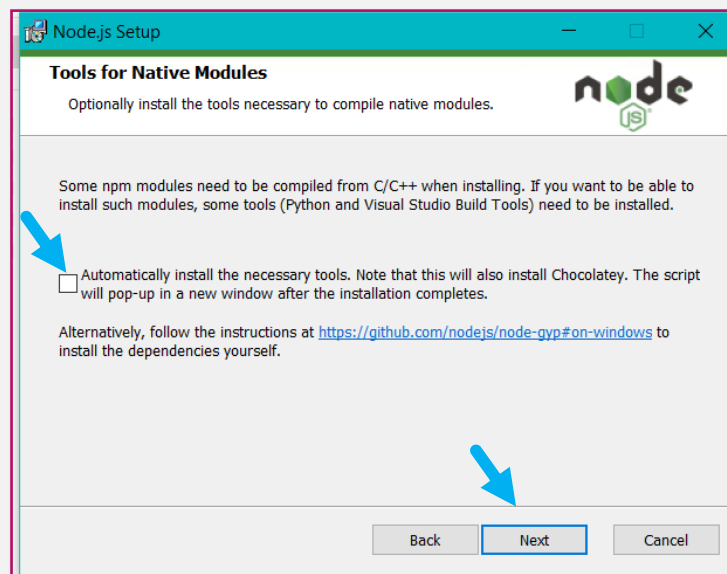 Node.js Setup
Tools for Native Modules
Optionally install the tools necessary to compile native modules.
node
JS
Some npm modules need to be compiled from C/C++ when installing. If you want to be able to
install such modules, some tools (Python and Visual Studio Build Tools) need to be installed.
Automatically install the necessary tools. Note that this will also install Chocolatey. The script
will pop-up in a new window after the installation completes.
Alternatively, follow the instructions at https://github.com/nodejs/node-gyp#on-windows to
install the dependencies yourself.
Back Next Cancel